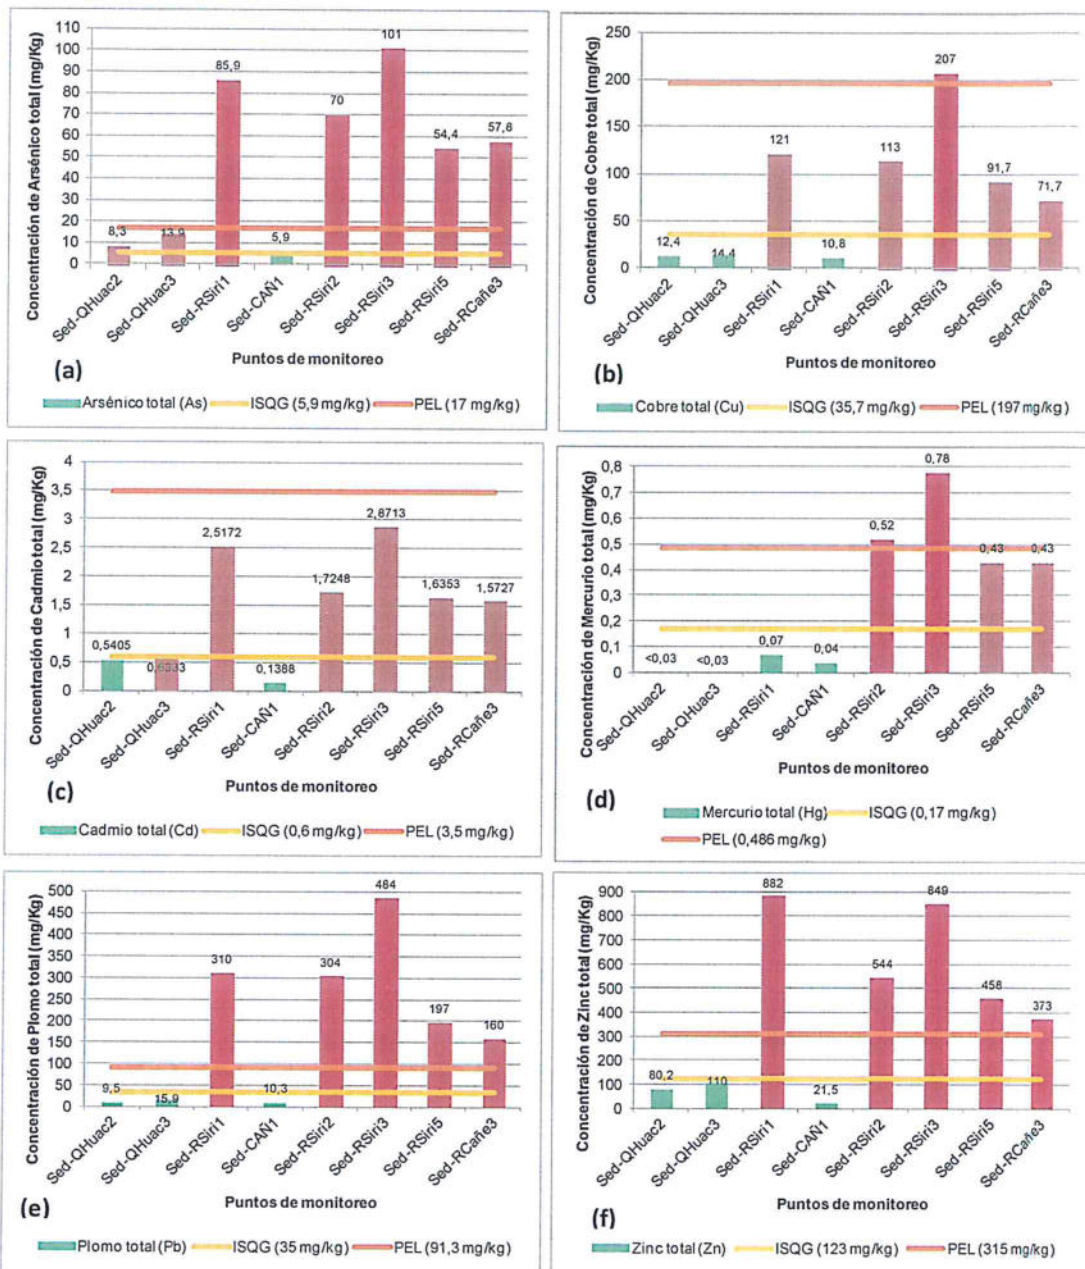 Concentración de Arsénico total (mg/Kg)
110
100
90
80
70
60
50
40
30
20
10
0
8,3
13,9
85,9
5,9
70
101
54,4
57,8
Sed-QHuac2
Sed-QHuac3
Sed-RSiri1
Sed-CAÑ1
Sed-RSiri2
Sed-RSiri3
Sed-RSiri5
Sed-RCañe3
Puntos de monitoreo
(a)
Arsénico total (As) ISQG (5,9 mg/kg) PEL (17 mg/kg)
Concentración de Cobre total (mg/Kg)
250
200
150
100
50
0
12,4
14,4
121
10,8
113
207
91,7
71,7
Sed-QHuac2
Sed-QHuac3
Sed-RSiri1
Sed-CAÑ1
Sed-RSiri2
Sed-RSiri3
Sed-RSiri5
Sed-RCañe3
Puntos de monitoreo
(b)
Cobre total (Cu) ISQG (35,7 mg/kg) PEL (197 mg/kg)
Concentración de Cadmio total (mg/Kg)
4
3,5
3
2,5
2
1,5
1
0,5
0
0,5405
2,5172
0,1388
1,7248
2,8713
1,6353
1,5727
Sed-QHuac2
Sed-QHuac3
Sed-RSiri1
Sed-CAÑ1
Sed-RSiri2
Sed-RSiri3
Sed-RSiri5
Sed-RCañe3
Puntos de monitoreo
(c)
Cadmio total (Cd) ISQG (0,6 mg/kg) PEL (3,5 mg/kg)
Concentración de Mercurio total (mg/Kg)
0,8
0,7
0,6
0,5
0,4
0,3
0,2
0,1
0
<0,03
<0,03
0,07
0,04
0,52
0,78
0,43
0,43
Sed-QHuac2
Sed-QHuac3
Sed-RSiri1
Sed-CAÑ1
Sed-RSiri2
Sed-RSiri3
Sed-RSiri5
Sed-RCañe3
Puntos de monitoreo
(d)
Mercurio total (Hg) ISQG (0,17 mg/kg)
PEL (0,486 mg/kg)
Concentración de Plomo total (mg/Kg)
500
450
400
350
300
250
200
150
100
50
0
9,5
15,9
310
10,3
304
484
197
160
Sed-QHuac2
Sed-QHuac3
Sed-RSiri1
Sed-CAÑ1
Sed-RSiri2
Sed-RSiri3
Sed-RSiri5
Sed-RCañe3
Puntos de monitoreo
(e)
Plomo total (Pb) ISQG (35 mg/kg) PEL (91,3 mg/kg)
Concentración de Zinc total (mg/Kg)
900
800
700
600
500
400
300
200
100
0
80,2
110
882
21,5
544
849
458
373
Sed-QHuac2
Sed-QHuac3
Sed-RSiri1
Sed-CAÑ1
Sed-RSiri2
Sed-RSiri3
Sed-RSiri5
Sed-RCañe3
Puntos de monitoreo
(f)
Zinc total (Zn) ISQG (123 mg/kg) PEL (315 mg/kg)